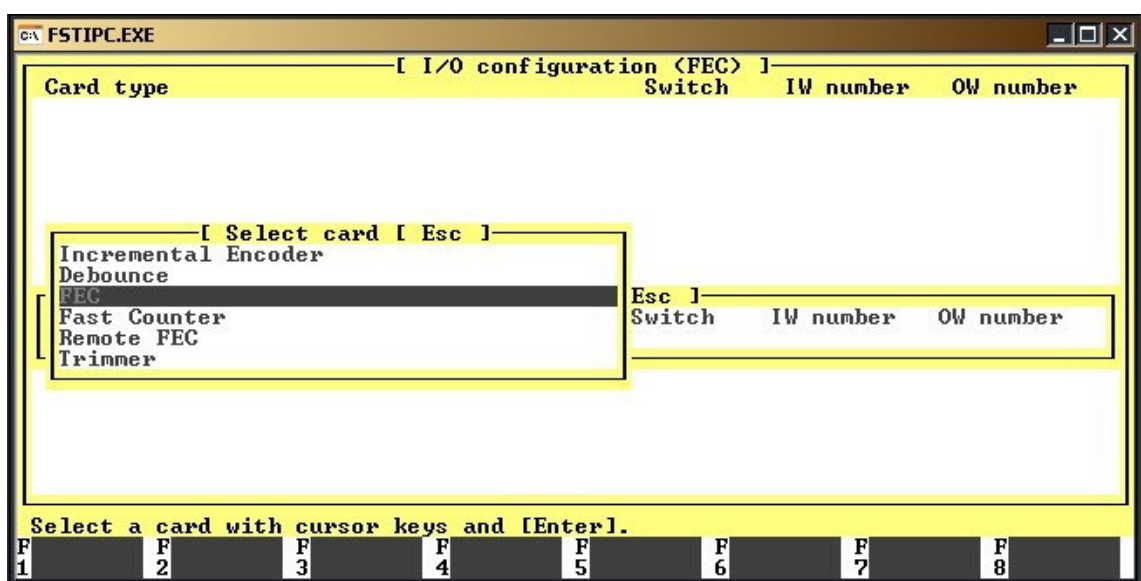 FSTIPC.EXE
[ I/O configuration (FEC) ]
Card type Switch IW number OW number
[ Select card [ Esc ]
Incremental Encoder
Debounce
FEC Esc ]
Fast Counter Switch IW number OW number
Remote FEC
Trimmer
Select a card with cursor keys and [Enter].
F F F F F F F F
1 2 3 4 5 6 7 8